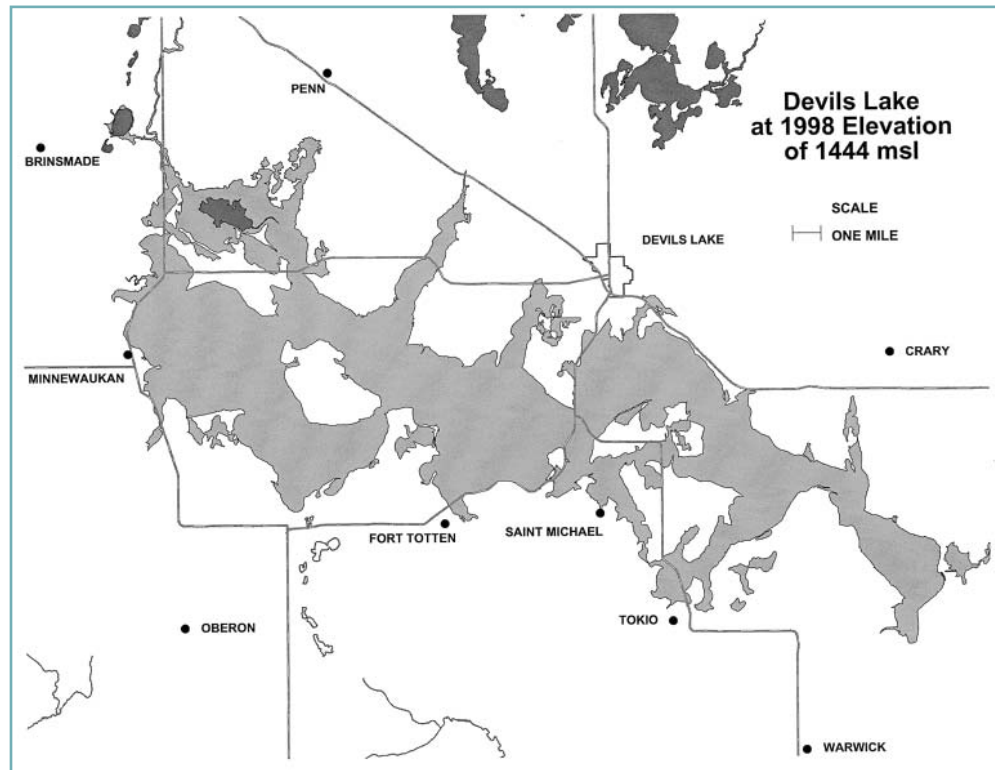 PENN
Devils Lake
at 1998 Elevation
of 1444 msl
BRINSMADE
SCALE
ONE MILE
DEVILS LAKE
CRARY
MINNEWAUKAN
FORT TOTTEN
SAINT MICHAEL
OBERON
TOKIO
WARWICK